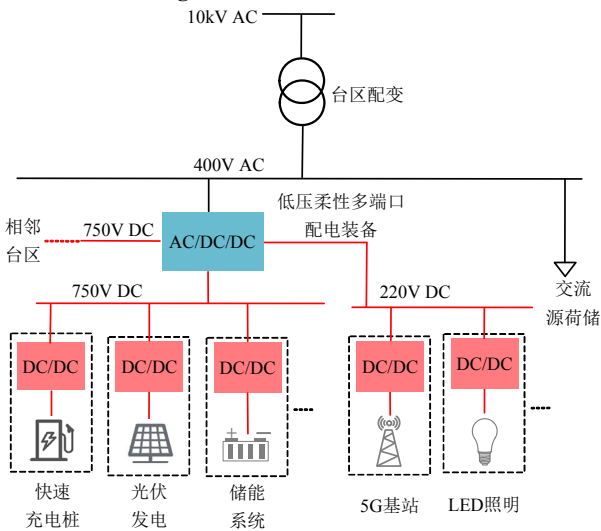 10kV AC
台区配变
400V AC
低压柔性多端口
配电装备
相邻
台区
750V DC
AC/DC/DC
交流
源荷储
750V DC
220V DC
DC/DC
DC/DC
DC/DC
DC/DC
DC/DC
快速
充电桩
光伏
发电
储能
系统
5G基站
LED照明